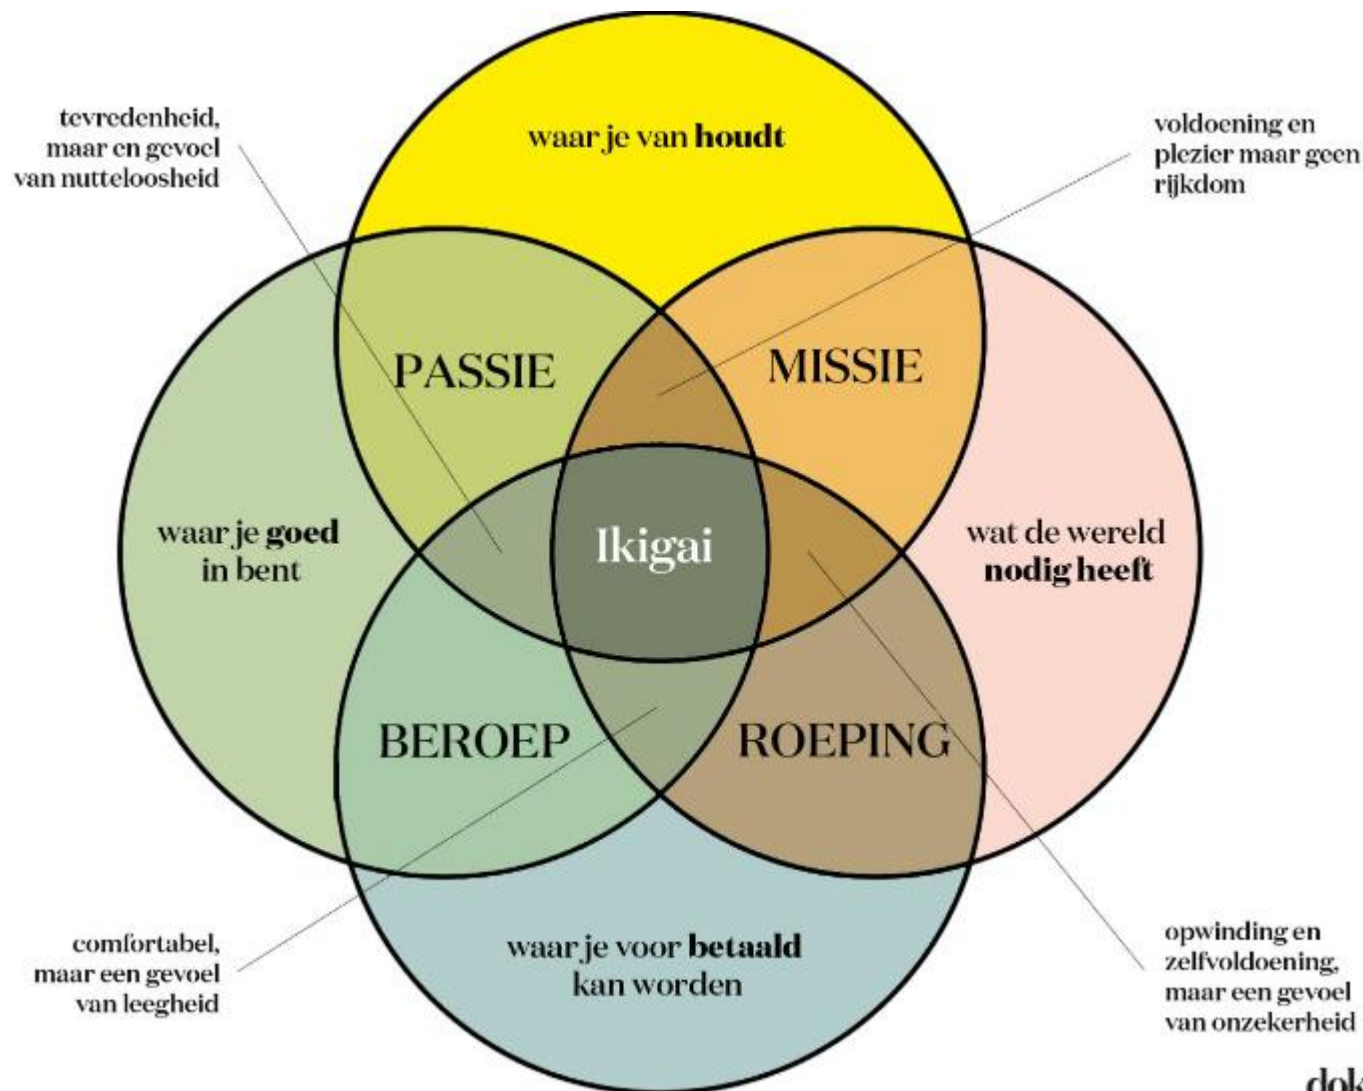 waar je van houdt
tevredenheid,
maar en gevoel
van nutteloosheid
voldoening en
plezier maar geen
rijkdom
PASSIE
MISSIE
waar je goed
in bent
Ikigai
wat de wereld
nodig heeft
BEROEP
ROEPING
comfortabel,
maar een gevoel
van leegheid
waar je voor betaald
kan worden
opwinding en
zelfvoldoening,
maar een gevoel
van onzekerheid